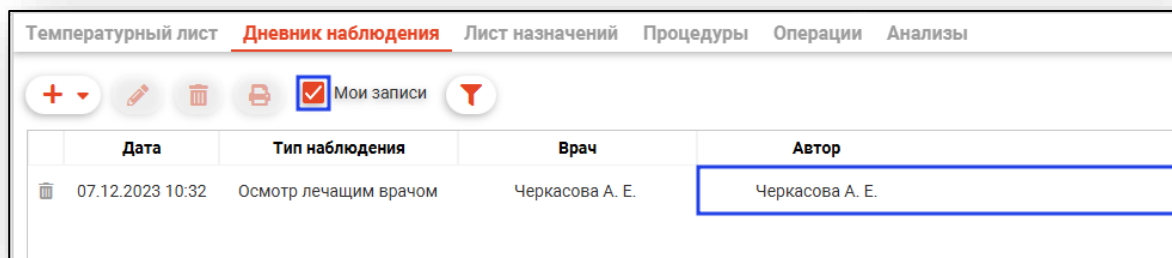 Температурный лист Дневник наблюдения Лист назначений Процедуры Операции Анализы
Мои записи
Дата Тип наблюдения Врач Автор
07.12.2023 10:32 Осмотр лечащим врачом Черкасова А. Е. Черкасова А. Е.